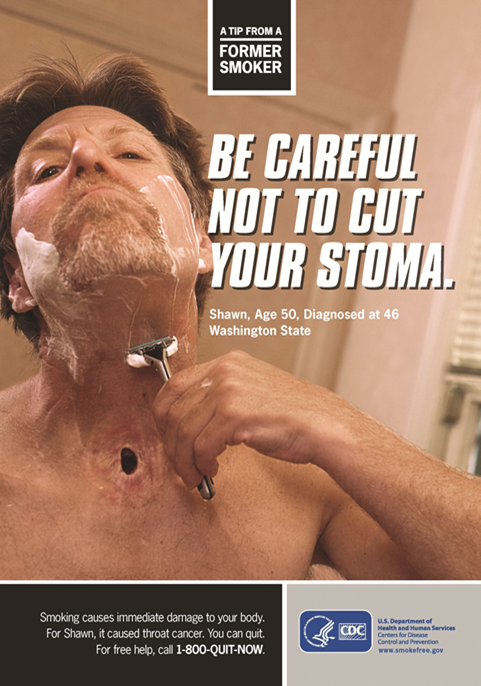 A TIP FROM A
FORMER
SMOKER
BE CAREFUL
NOT TO CUT
YOUR STOMA.
Shawn, Age 50, Diagnosed at 46
Washington State
Smoking causes immediate damage to your body.
For Shawn, it caused throat cancer. You can quit.
For free help, call 1-800-QUIT-NOW.
CDC
U.S. Department of
Health and Human Services
Centers for Disease
Control and Prevention
www.smokefree.gov